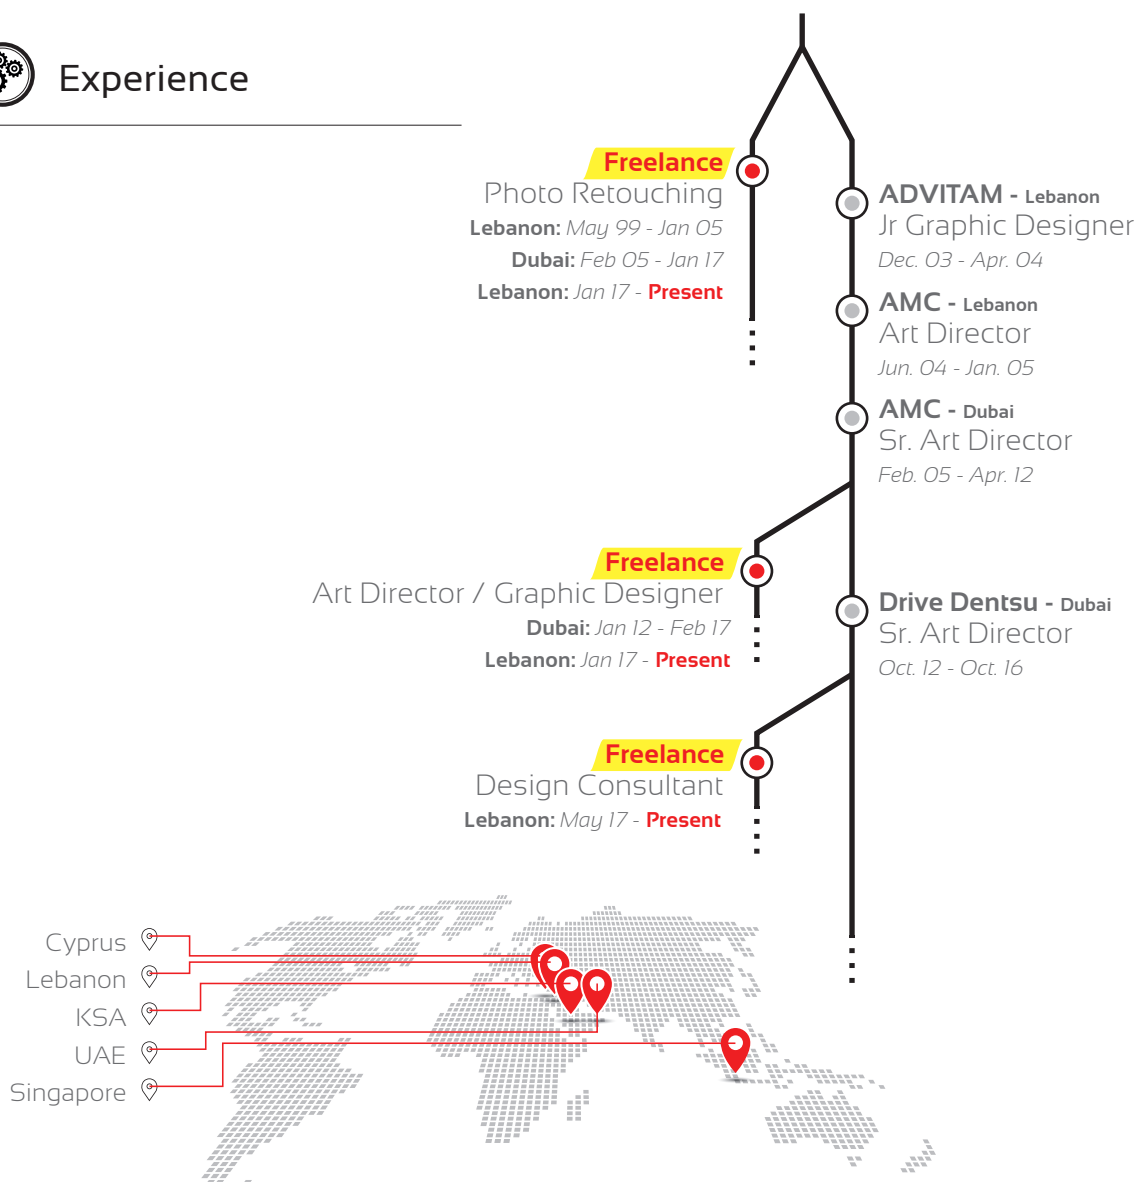 Experience
Freelance
Photo Retouching
Lebanon: May 99 - Jan 05
Dubai: Feb 05 - Jan 17
Lebanon: Jan 17 - Present
ADVITAM - Lebanon
Jr Graphic Designer
Dec. 03 - Apr. 04
AMC - Lebanon
Art Director
Jun. 04 - Jan. 05
AMC - Dubai
Sr. Art Director
Feb. 05 - Apr. 12
Freelance
Art Director / Graphic Designer
Dubai: Jan 12 - Feb 17
Lebanon: Jan 17 - Present
Drive Dentsu - Dubai
Sr. Art Director
Oct. 12 - Oct. 16
Freelance
Design Consultant
Lebanon: May 17 - Present
Cyprus
Lebanon
KSA
UAE
Singapore